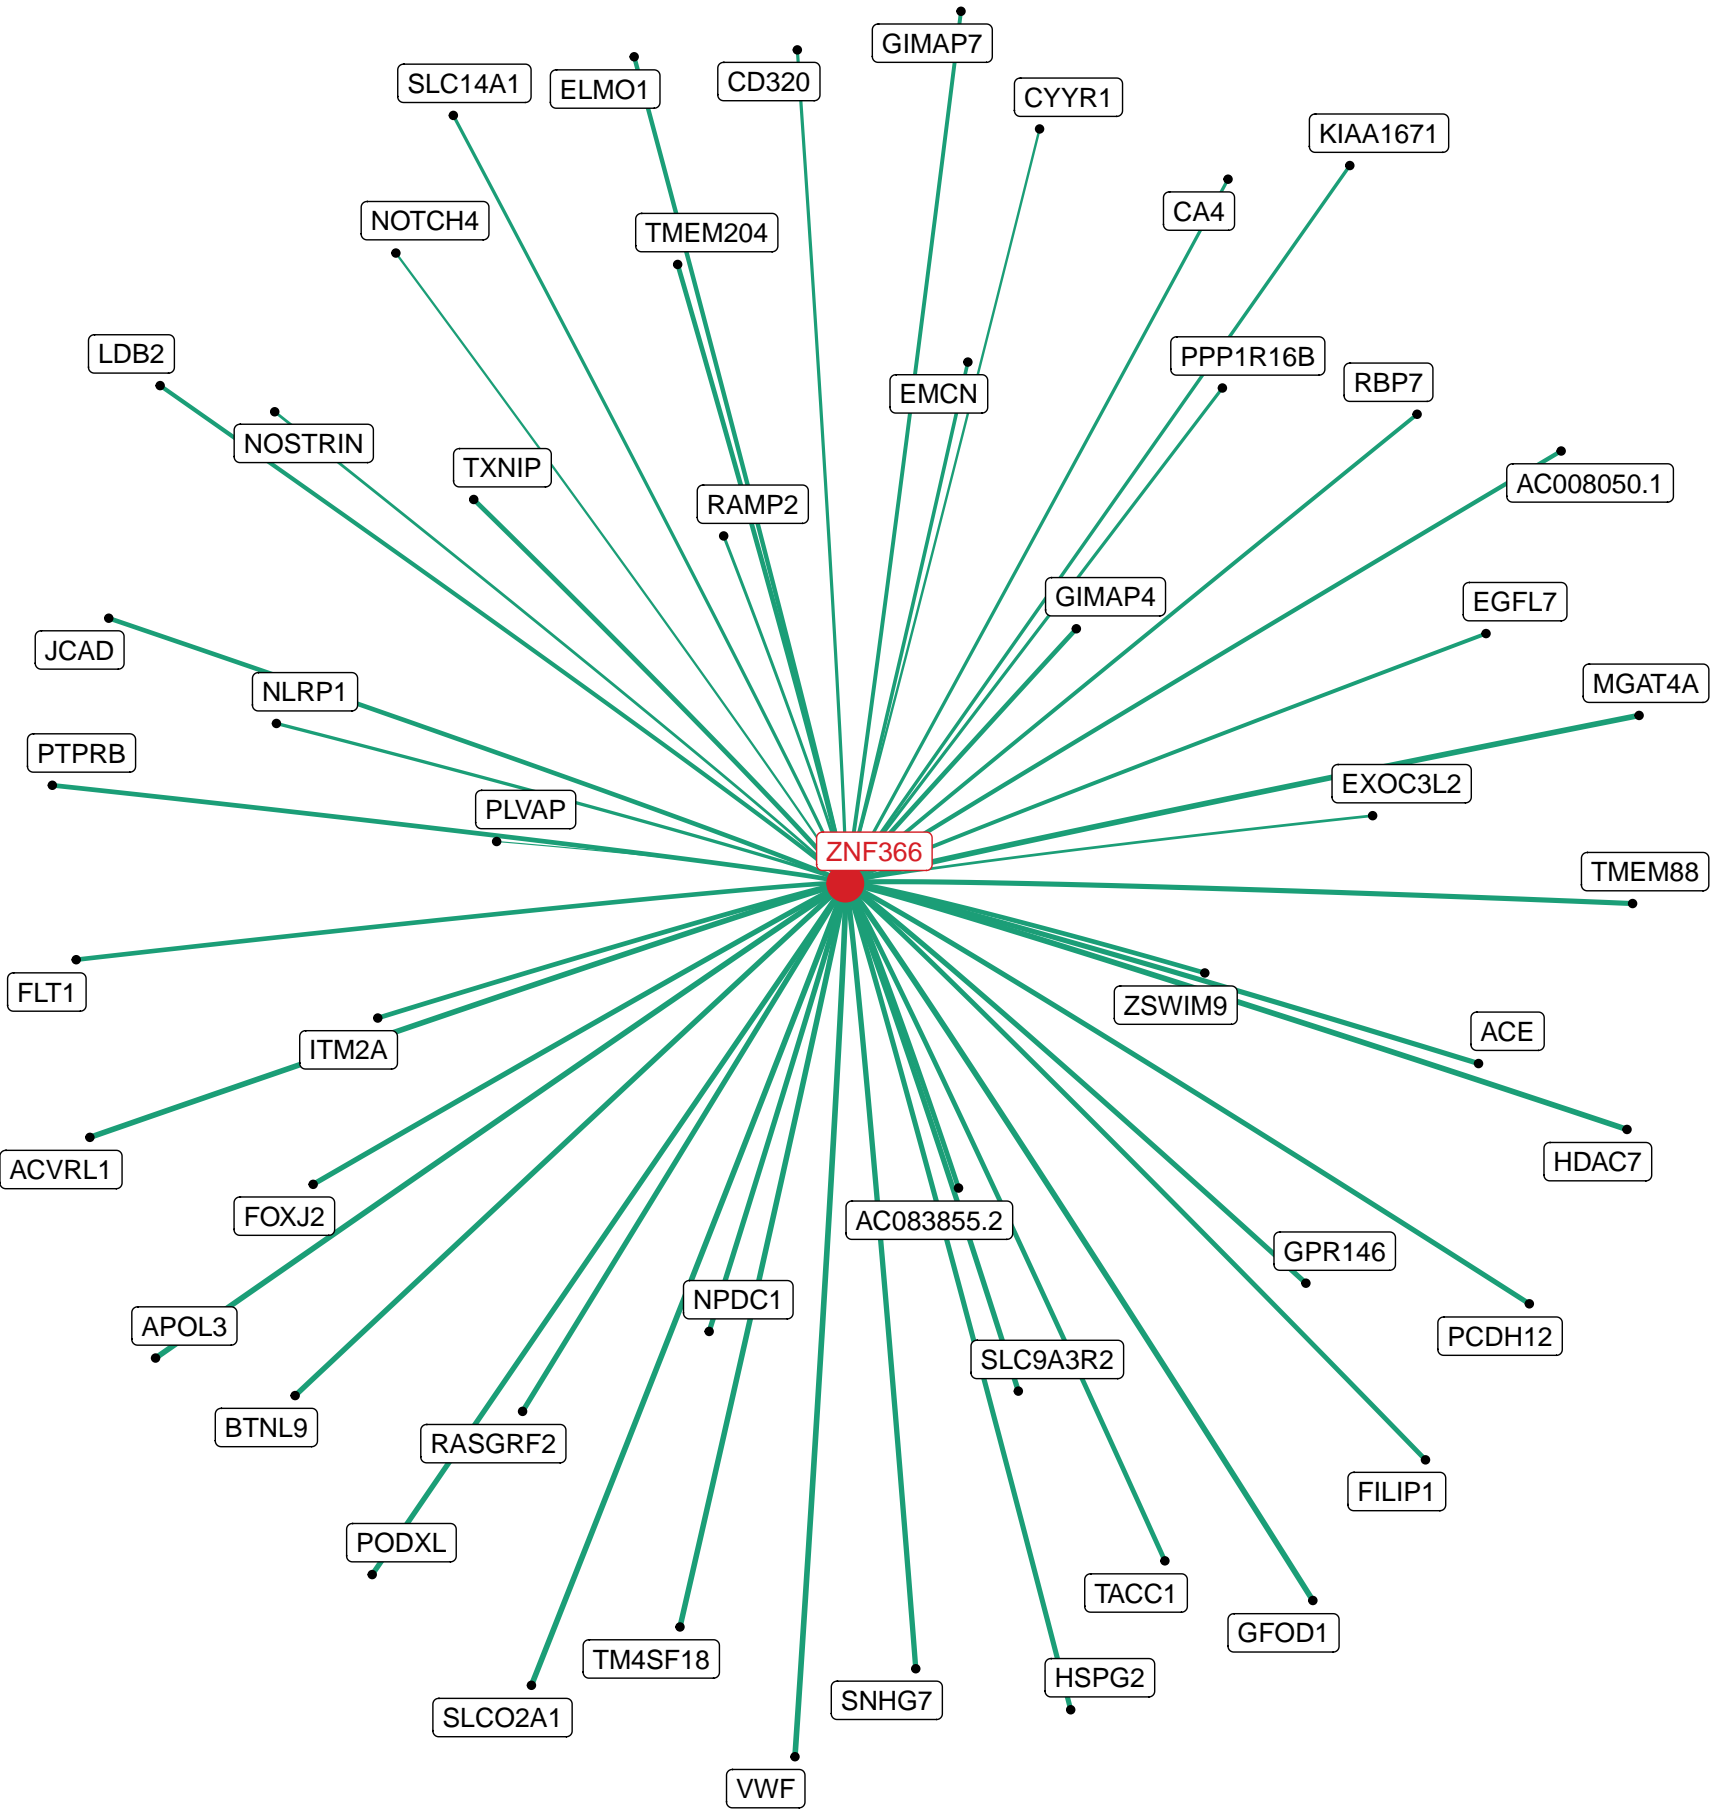 GIMAP7
SLC14A1
ELMO1
CD320
CYYR1
KIAA1671
CA4
NOTCH4
TMEM204
LDB2
PPP1R16B
RBP7
EMCN
NOSTRIN
TXNIP
AC008050.1
RAMP2
GIMAP4
EGFL7
JCAD
NLRP1
MGAT4A
PTPRB
EXOC3L2
PLVAP
ZNF366
TMEM88
FLT1
ZSWIM9
ACE
ITM2A
HDAC7
ACVRL1
FOXJ2
AC083855.2
GPR146
NPDC1
APOL3
PCDH12
SLC9A3R2
BTNL9
RASGRF2
FILIP1
PODXL
TACC1
GFOD1
TM4SF18
HSPG2
SNHG7
SLCO2A1
VWF